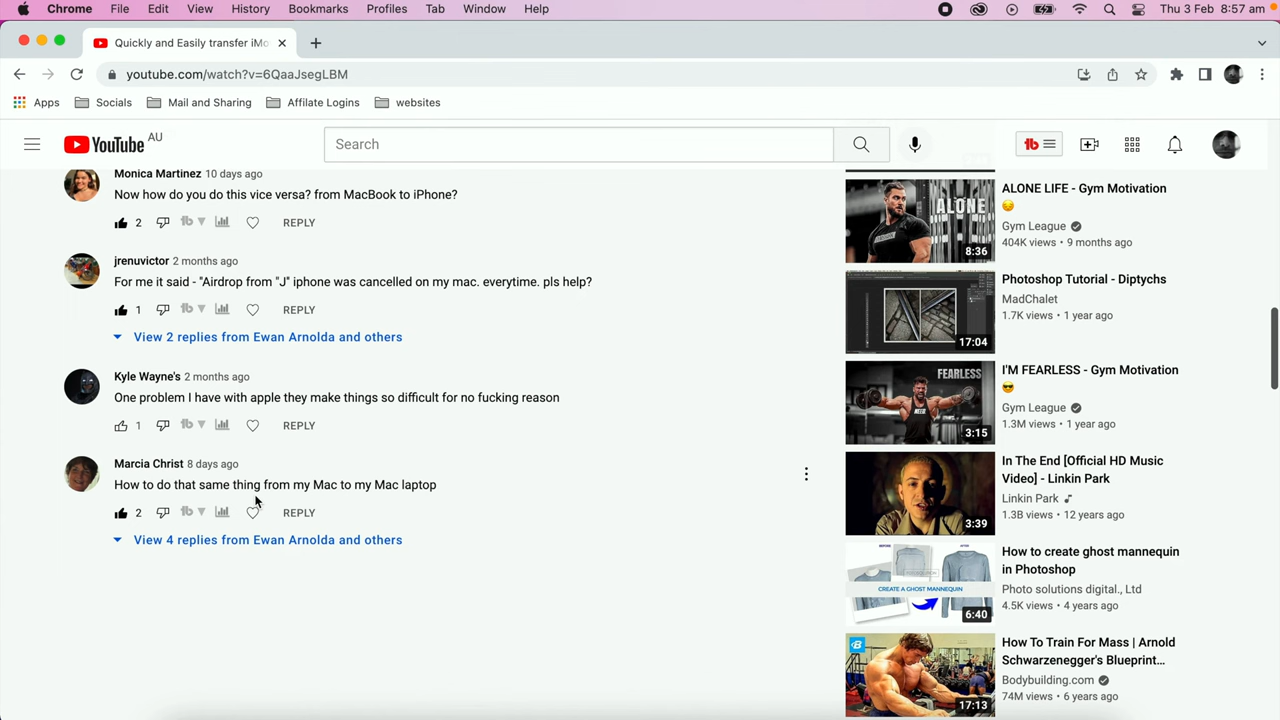 Chrome File Edit View History Bookmarks Profiles Tab Window Help Thu 3 Feb 8:57 am
Quickly and Easily transfer iMo
youtube.com/watch?v=6QaaJsegLBM
Apps Socials Mail and Sharing Affilate Logins websites
YouTube AU Search tb
Monica Martinez 10 days ago
Now how do you do this vice versa? from MacBook to iPhone?
2 tb REPLY
jrenuvictor 2 months ago
For me it said - "Airdrop from "J" iphone was cancelled on my mac. everytime. pls help?
1 tb REPLY
View 2 replies from Ewan Arnolda and others
Kyle Wayne's 2 months ago
One problem I have with apple they make things so difficult for no fucking reason
1 tb REPLY
Marcia Christ 8 days ago
How to do that same thing from my Mac to my Mac laptop
2 tb REPLY
View 4 replies from Ewan Arnolda and others
ALONE
8:36
ALONE LIFE - Gym Motivation
😔
Gym League
404K views • 9 months ago
17:04
Photoshop Tutorial - Diptychs
MadChalet
1.7K views • 1 year ago
FEARLESS
3:15
I'M FEARLESS - Gym Motivation
😎
Gym League
1.3M views • 1 year ago
3:39
In The End [Official HD Music
Video] - Linkin Park
Linkin Park
1.3B views • 12 years ago
CREATE A GHOST MANNEQUIN
6:40
How to create ghost mannequin
in Photoshop
Photo solutions digital., Ltd
4.5K views • 4 years ago
B
17:13
How To Train For Mass | Arnold
Schwarzenegger's Blueprint...
Bodybuilding.com
74M views • 6 years ago